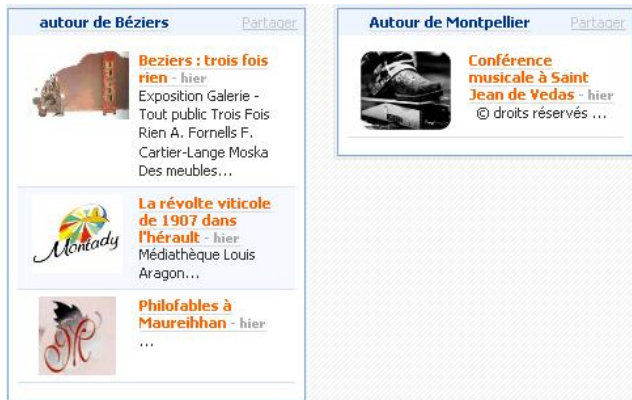 autour de Béziers Partager
Beziers : trois fois
rien - hier
Exposition Galerie -
Tout public Trois Fois
Rien A. Fornells F.
Cartier-Lange Moska
Des meubles...
La révolte viticole
de 1907 dans
l'hérault - hier
Médiathèque Louis
Aragon...
Montady
Philofables à
Maureihhan - hier
...
M
Autour de Montpellier Partager
Conférence
musicale à Saint
Jean de Vedas - hier
© droits réservés ...